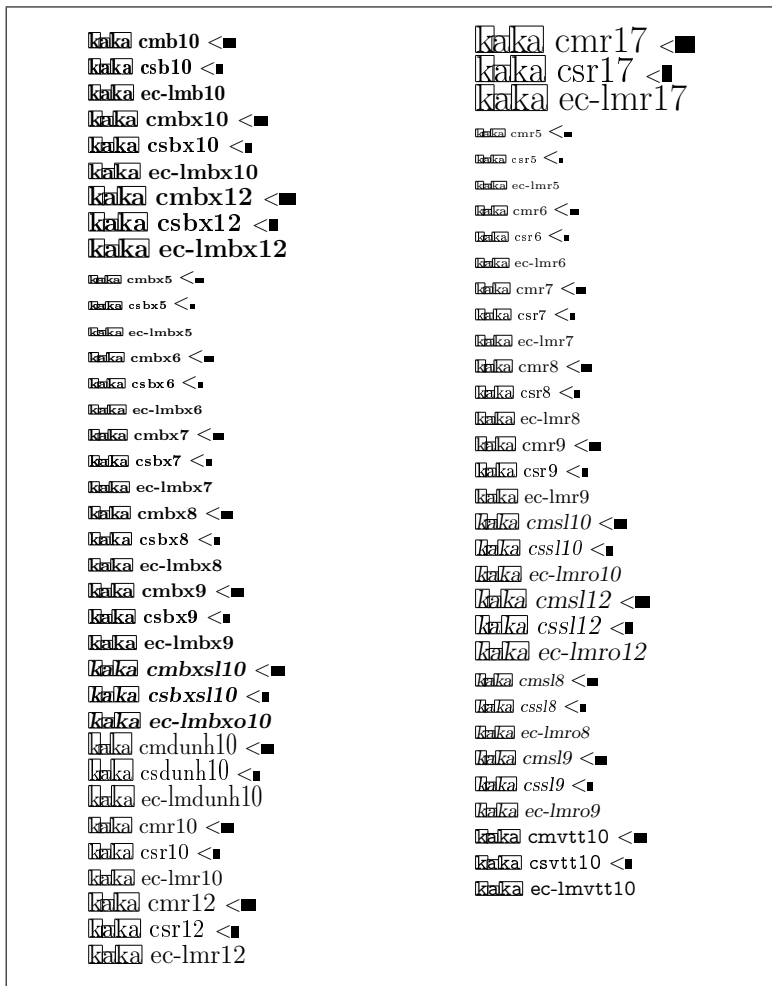 kaka cmb10 <
kaka csb10 <
kaka ec-lmb10
kaka cmbx10 <
kaka csbx10 <
kaka ec-lmbx10
kaka cmbx12 <
kaka csbx12 <
kaka ec-lmbx12
kaka cmbx5 <
kaka csbx5 <
kaka ec-lmbx5
kaka cmbx6 <
kaka csbx6 <
kaka ec-lmbx6
kaka cmbx7 <
kaka csbx7 <
kaka ec-lmbx7
kaka cmbx8 <
kaka csbx8 <
kaka ec-lmbx8
kaka cmbx9 <
kaka csbx9 <
kaka ec-lmbx9
kaka cmbxsl10 <
kaka csbxsl10 <
kaka ec-lmbxo10
kaka cmdunh10 <
kaka csdunh10 <
kaka ec-lmdunh10
kaka cmr10 <
kaka csr10 <
kaka ec-lmr10
kaka cmr12 <
kaka csr12 <
kaka ec-lmr12
kaka cmr17 <
kaka csr17 <
kaka ec-lmr17
kaka cmr5 <
kaka csr5 <
kaka ec-lmr5
kaka cmr6 <
kaka csr6 <
kaka ec-lmr6
kaka cmr7 <
kaka csr7 <
kaka ec-lmr7
kaka cmr8 <
kaka csr8 <
kaka ec-lmr8
kaka cmr9 <
kaka csr9 <
kaka ec-lmr9
kaka cmsl10 <
kaka cssl10 <
kaka ec-lmro10
kaka cmsl12 <
kaka cssl12 <
kaka ec-lmro12
kaka cmsl8 <
kaka cssl8 <
kaka ec-lmro8
kaka cmsl9 <
kaka cssl9 <
kaka ec-lmro9
kaka cmvtt10 <
kaka csvtt10 <
kaka ec-lmvtt10